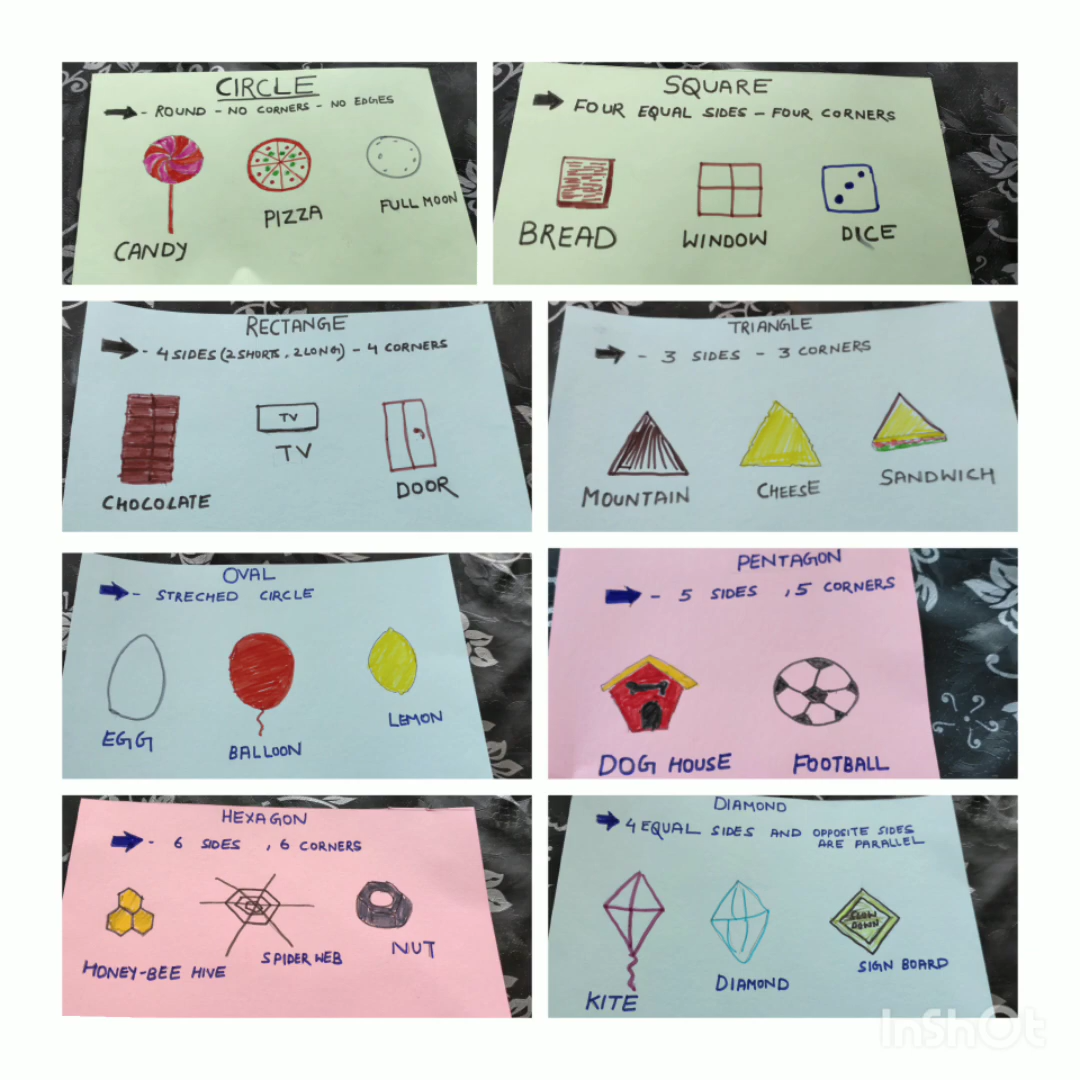 CIRCLE
- ROUND - NO CORNERS - NO EDGES
CANDY
PIZZA
FULL MOON
SQUARE
FOUR EQUAL SIDES - FOUR CORNERS
BREAD
WINDOW
DICE
RECTANGE
- 4 SIDES (2 SHORTS, 2 LONG) - 4 CORNERS
TV
CHOCOLATE
TV
DOOR
TRIANGLE
- 3 SIDES - 3 CORNERS
MOUNTAIN
CHEESE
SANDWICH
OVAL
- STRECHED CIRCLE
EGG
BALLOON
LEMON
PENTAGON
- 5 SIDES , 5 CORNERS
DOG HOUSE
FOOTBALL
HEXAGON
- 6 SIDES , 6 CORNERS
HONEY-BEE HIVE
SPIDER WEB
NUT
DIAMOND
4 EQUAL SIDES AND OPPOSITE SIDES
ARE PARALLEL
SLOW
DOWN
KITE
DIAMOND
SIGN BOARD
InShOt